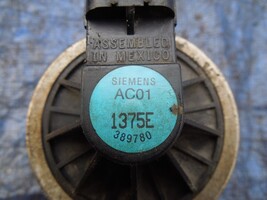 ASSEMBLED
IN MEXICO
SIEMENS
AC01
1375E
389780